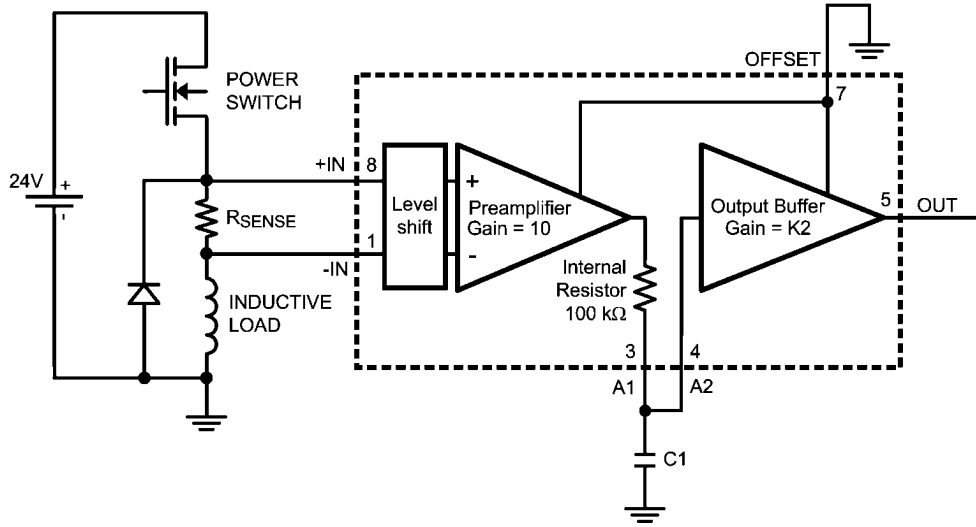 OFFSET
7
POWER
SWITCH
+IN
8
24V
+
-
RSENSE
Level
shift
+
-
Preamplifier
Gain = 10
Output Buffer
Gain = K2
5
OUT
1
-IN
INDUCTIVE
LOAD
Internal
Resistor
100 kΩ
3
4
A1
A2
C1